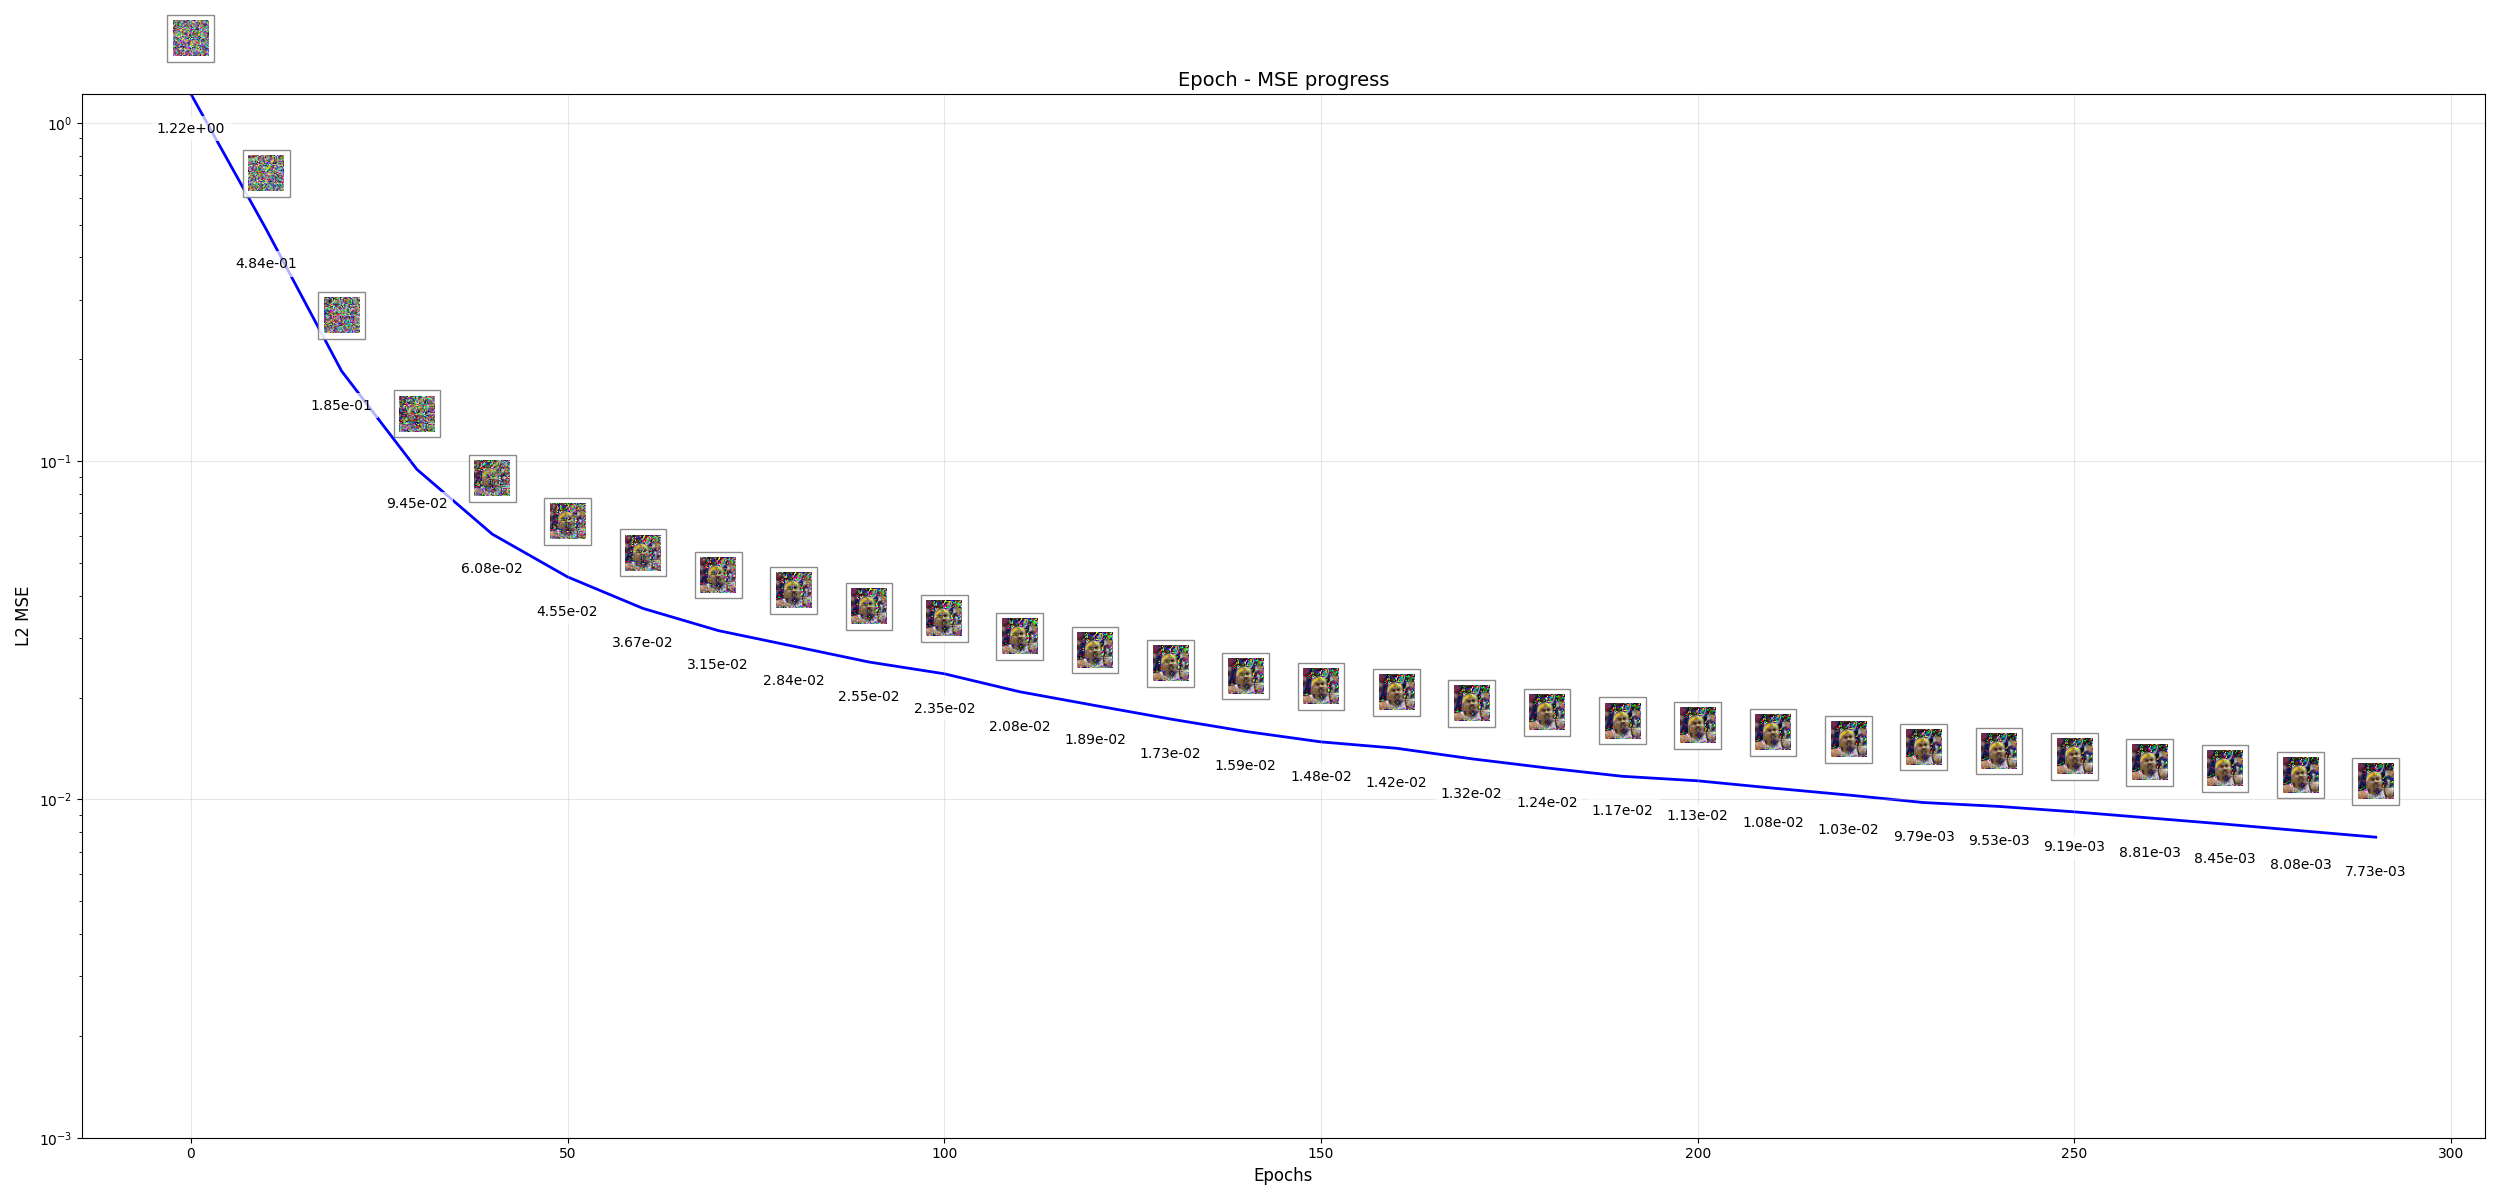 Epoch - MSE progress
10⁰
10⁻¹
10⁻²
10⁻³
L2 MSE
1.22e+00
4.84e-01
1.85e-01
9.45e-02
6.08e-02
4.55e-02
3.67e-02
3.15e-02
2.84e-02
2.55e-02
2.35e-02
2.08e-02
1.89e-02
1.73e-02
1.59e-02
1.48e-02
1.42e-02
1.32e-02
1.24e-02
1.17e-02
1.13e-02
1.08e-02
1.03e-02
9.79e-03
9.53e-03
9.19e-03
8.81e-03
8.45e-03
8.08e-03
7.73e-03
0 50 100 150 200 250 300
Epochs